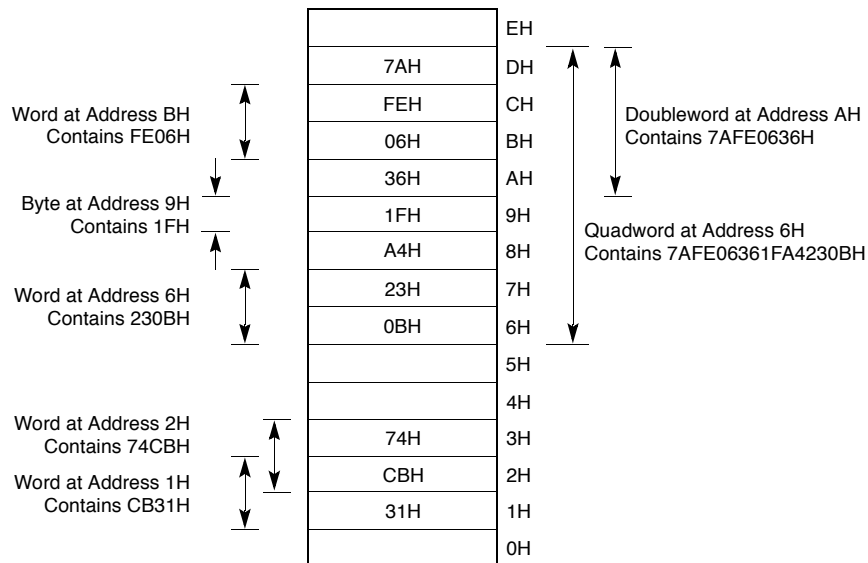 EH
7AH
DH
Word at Address BH
Contains FE06H
FEH
CH
06H
BH
Doubleword at Address AH
Contains 7AFE0636H
36H
AH
Byte at Address 9H
Contains 1FH
1FH
9H
A4H
8H
Quadword at Address 6H
Contains 7AFE06361FA4230BH
Word at Address 6H
Contains 230BH
23H
7H
0BH
6H
5H
4H
Word at Address 2H
Contains 74CBH
74H
3H
CBH
2H
Word at Address 1H
Contains CB31H
31H
1H
0H